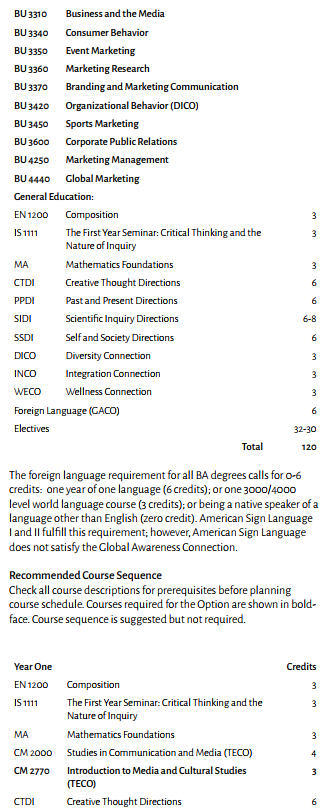 BU 3310 Business and the Media
BU 3340 Consumer Behavior
BU 3350 Event Marketing
BU 3360 Marketing Research
BU 3370 Branding and Marketing Communication
BU 3420 Organizational Behavior (DICO)
BU 3450 Sports Marketing
BU 3600 Corporate Public Relations
BU 4250 Marketing Management
BU 4440 Global Marketing
General Education:
EN 1200 Composition 3
IS 1111 The First Year Seminar: Critical Thinking and the 3
Nature of Inquiry
MA Mathematics Foundations 3
CTDI Creative Thought Directions 6
PPDI Past and Present Directions 6
SIDI Scientific Inquiry Directions 6-8
SSDI Self and Society Directions 6
DICO Diversity Connection 3
INCO Integration Connection 3
WECO Wellness Connection 3
Foreign Language (GACO) 6
Electives 32-30
Total 120
The foreign language requirement for all BA degrees calls for 0-6
credits: one year of one language (6 credits); or one 3000/4000
level world language course (3 credits); or being a native speaker of a
language other than English (zero credit). American Sign Language
I and II fulfill this requirement; however, American Sign Language
does not satisfy the Global Awareness Connection.
Recommended Course Sequence
Check all course descriptions for prerequisites before planning
course schedule. Courses required for the Option are shown in bold-
face. Course sequence is suggested but not required.
Year One Credits
EN 1200 Composition 3
IS 1111 The First Year Seminar: Critical Thinking and the 3
Nature of Inquiry
MA Mathematics Foundations 3
CM 2000 Studies in Communication and Media (TECO) 4
CM 2770 Introduction to Media and Cultural Studies 3
(TECO)
CTDI Creative Thought Directions 6